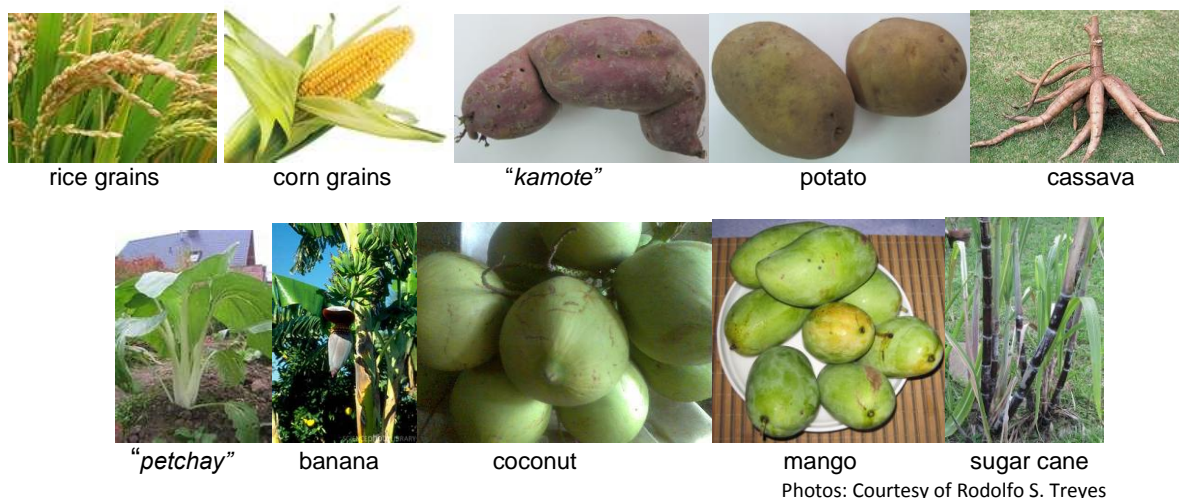 rice grains corn grains “kamote” potato cassava
“petchay” banana coconut mango sugar cane
Photos: Courtesy of Rodolfo S. Treyes